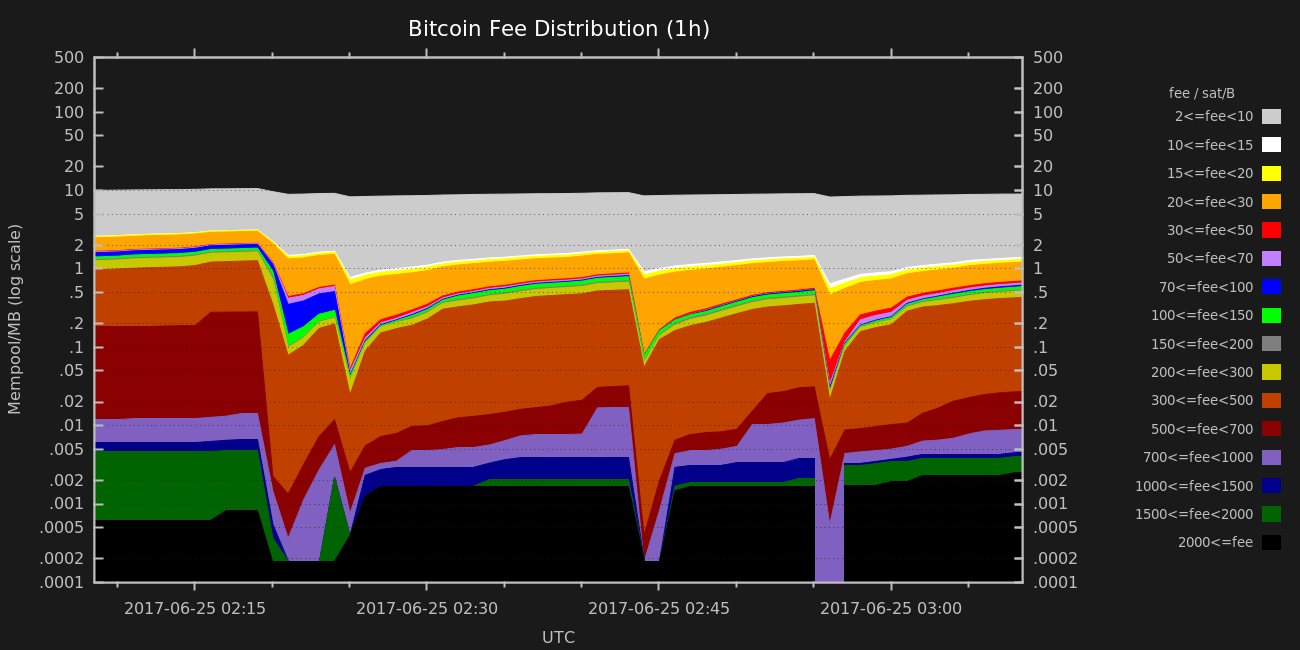 Bitcoin Fee Distribution (1h)
Mempool/MB (log scale)
500
200
100
50
20
10
5
2
1
.5
.2
.1
.05
.02
.01
.005
.002
.001
.0005
.0002
.0001
500
200
100
50
20
10
5
2
1
.5
.2
.1
.05
.02
.01
.005
.002
.001
.0005
.0002
.0001
fee / sat/B
2<=fee<10
10<=fee<15
15<=fee<20
20<=fee<30
30<=fee<50
50<=fee<70
70<=fee<100
100<=fee<150
150<=fee<200
200<=fee<300
300<=fee<500
500<=fee<700
700<=fee<1000
1000<=fee<1500
1500<=fee<2000
2000<=fee
2017-06-25 02:15 2017-06-25 02:30 2017-06-25 02:45 2017-06-25 03:00
UTC